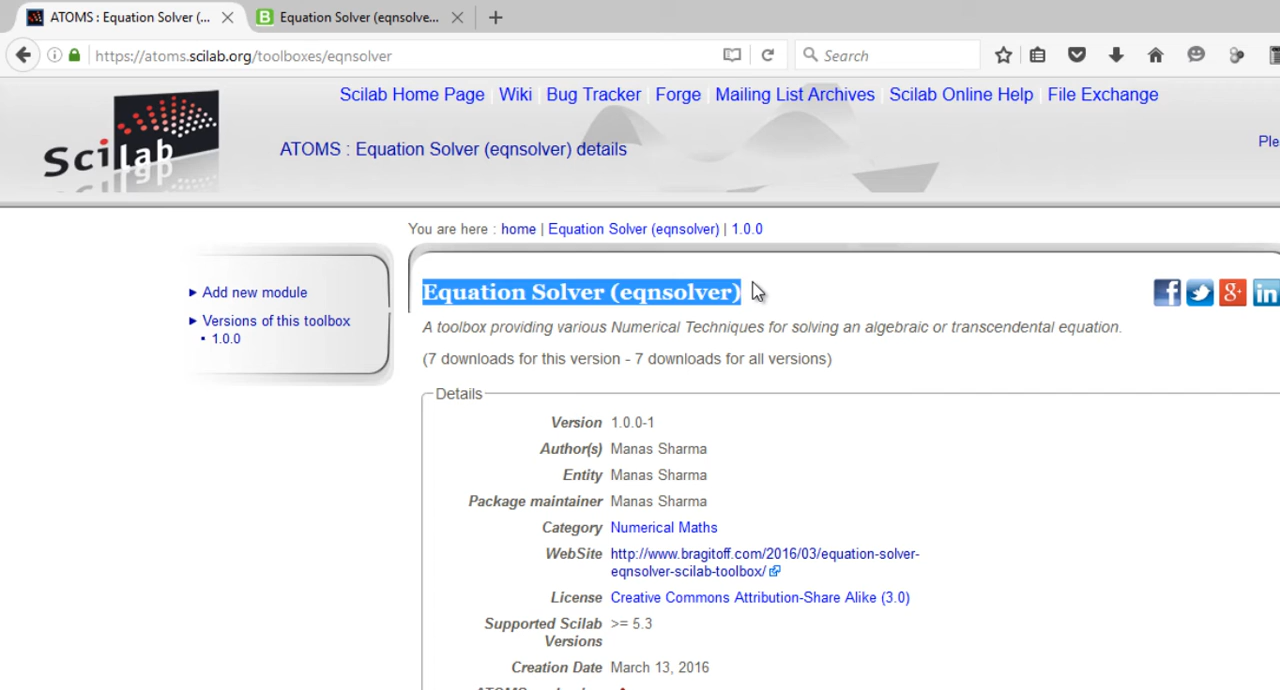 ATOMS : Equation Solver (...
Equation Solver (eqnsolve...
https://atoms.scilab.org/toolboxes/eqnsolver
Search
Scilab Home Page | Wiki | Bug Tracker | Forge | Mailing List Archives | Scilab Online Help | File Exchange
Scilab
ATOMS : Equation Solver (eqnsolver) details
Ple
You are here : home | Equation Solver (eqnsolver) | 1.0.0
Add new module
Versions of this toolbox
1.0.0
Equation Solver (eqnsolver)
A toolbox providing various Numerical Techniques for solving an algebraic or transcendental equation.
(7 downloads for this version - 7 downloads for all versions)
Details
Version 1.0.0-1
Author(s) Manas Sharma
Entity Manas Sharma
Package maintainer Manas Sharma
Category Numerical Maths
WebSite http://www.bragitoff.com/2016/03/equation-solver-
eqnsolver-scilab-toolbox/
License Creative Commons Attribution-Share Alike (3.0)
Supported Scilab >= 5.3
Versions
Creation Date March 13, 2016